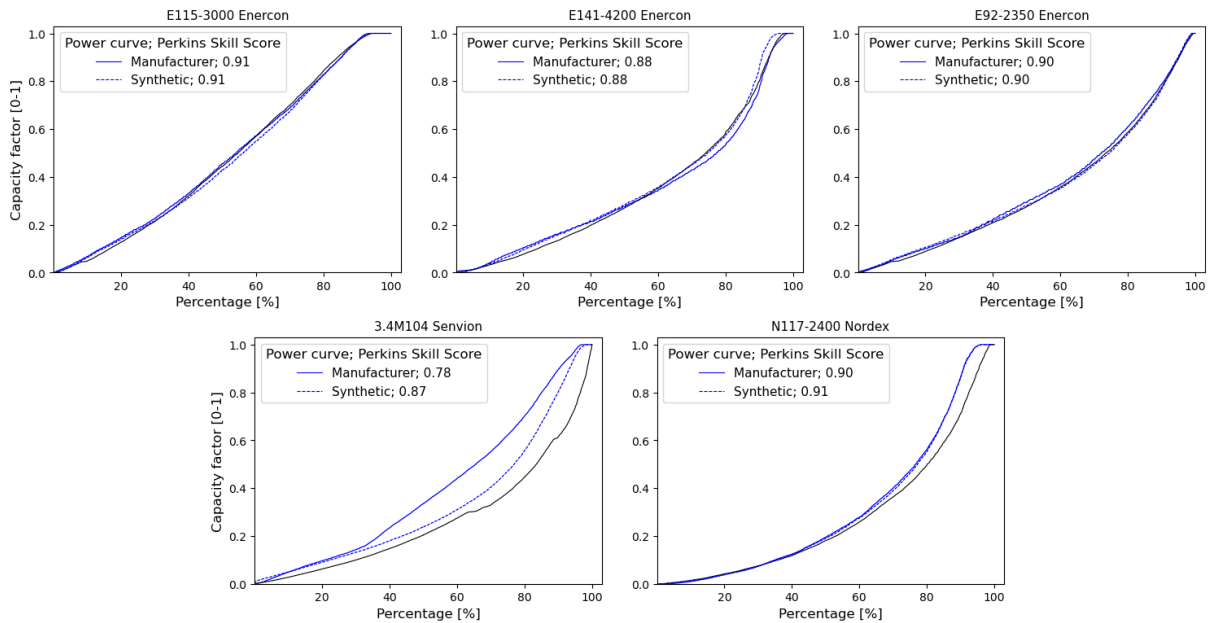 E115-3000 Enercon
Power curve; Perkins Skill Score
Manufacturer; 0.91
Synthetic; 0.91
Capacity factor [0-1]
1.0
0.8
0.6
0.4
0.2
0.0
20 40 60 80 100
Percentage [%]
E141-4200 Enercon
Power curve; Perkins Skill Score
Manufacturer; 0.88
Synthetic; 0.88
1.0
0.8
0.6
0.4
0.2
0.0
20 40 60 80 100
Percentage [%]
E92-2350 Enercon
Power curve; Perkins Skill Score
Manufacturer; 0.90
Synthetic; 0.90
1.0
0.8
0.6
0.4
0.2
0.0
20 40 60 80 100
Percentage [%]
3.4M104 Senvion
Power curve; Perkins Skill Score
Manufacturer; 0.78
Synthetic; 0.87
Capacity factor [0-1]
1.0
0.8
0.6
0.4
0.2
0.0
20 40 60 80 100
Percentage [%]
N117-2400 Nordex
Power curve; Perkins Skill Score
Manufacturer; 0.90
Synthetic; 0.91
1.0
0.8
0.6
0.4
0.2
0.0
20 40 60 80 100
Percentage [%]